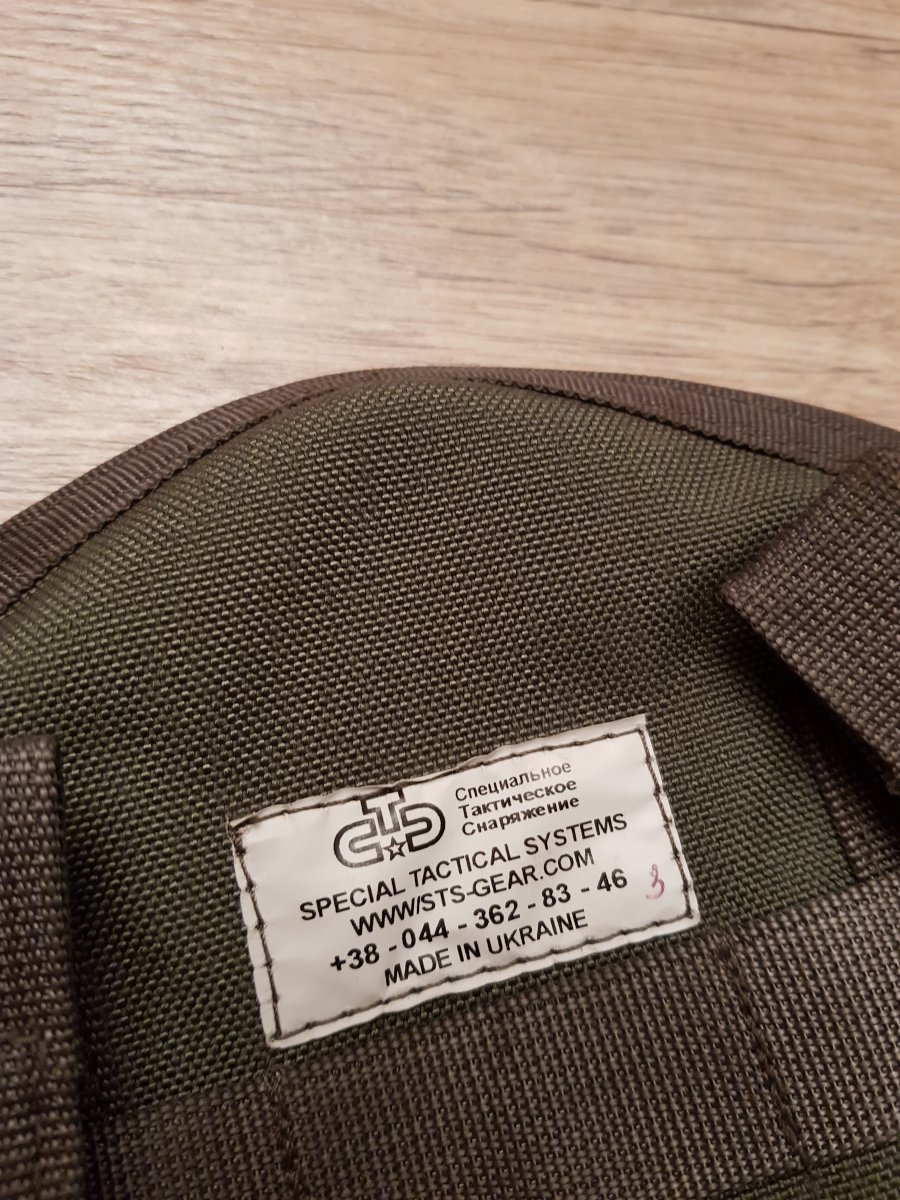 СТС
Специальное
Тактическое
Снаряжение
SPECIAL TACTICAL SYSTEMS
WWW/STS-GEAR.COM
+38 - 044 - 362 - 83 - 46
3
MADE IN UKRAINE